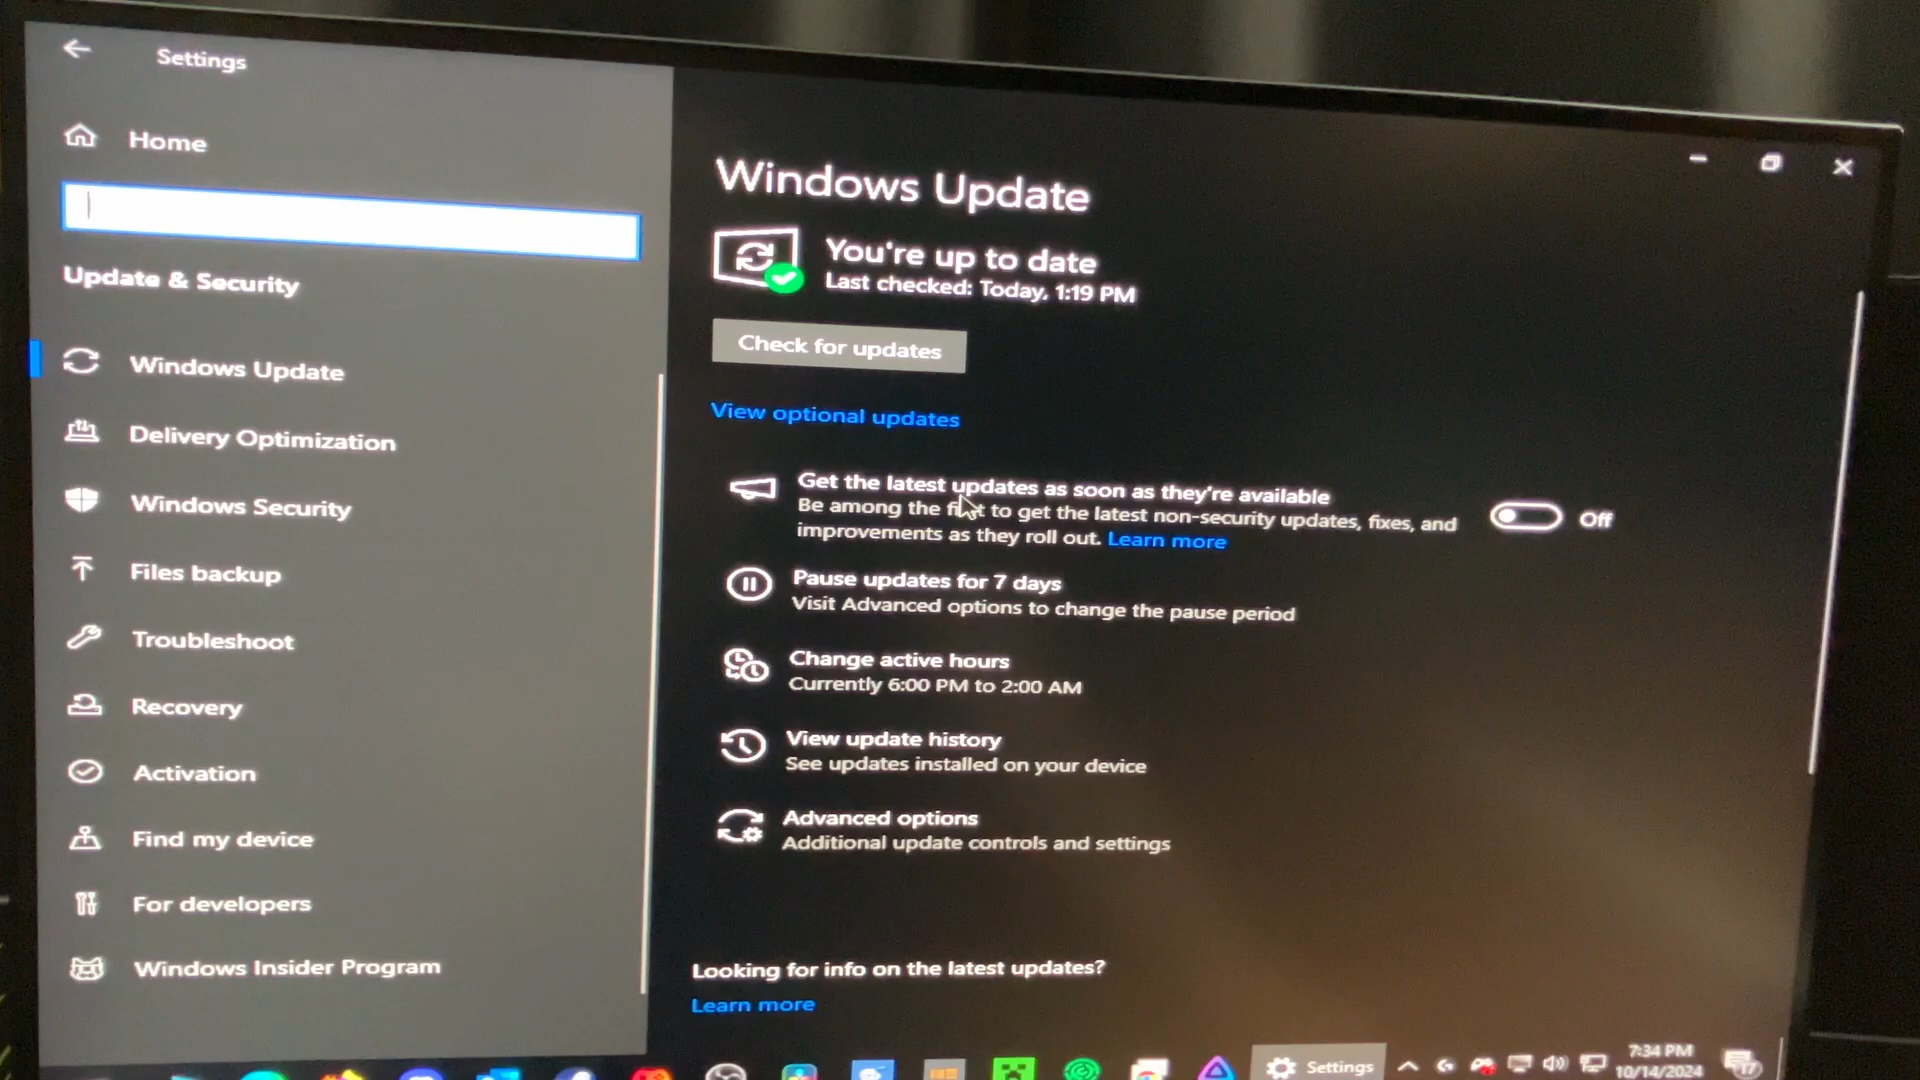 Settings
Home
Update & Security
Windows Update
Delivery Optimization
Windows Security
Files backup
Troubleshoot
Recovery
Activation
Find my device
For developers
Windows Insider Program
Windows Update
You're up to date
Last checked: Today, 1:19 PM
Check for updates
View optional updates
Get the latest updates as soon as they're available
Be among the first to get the latest non-security updates, fixes, and
improvements as they roll out. Learn more
Off
Pause updates for 7 days
Visit Advanced options to change the pause period
Change active hours
Currently 6:00 PM to 2:00 AM
View update history
See updates installed on your device
Advanced options
Additional update controls and settings
Looking for info on the latest updates?
Learn more
Settings
7:34 PM
10/14/2024
17